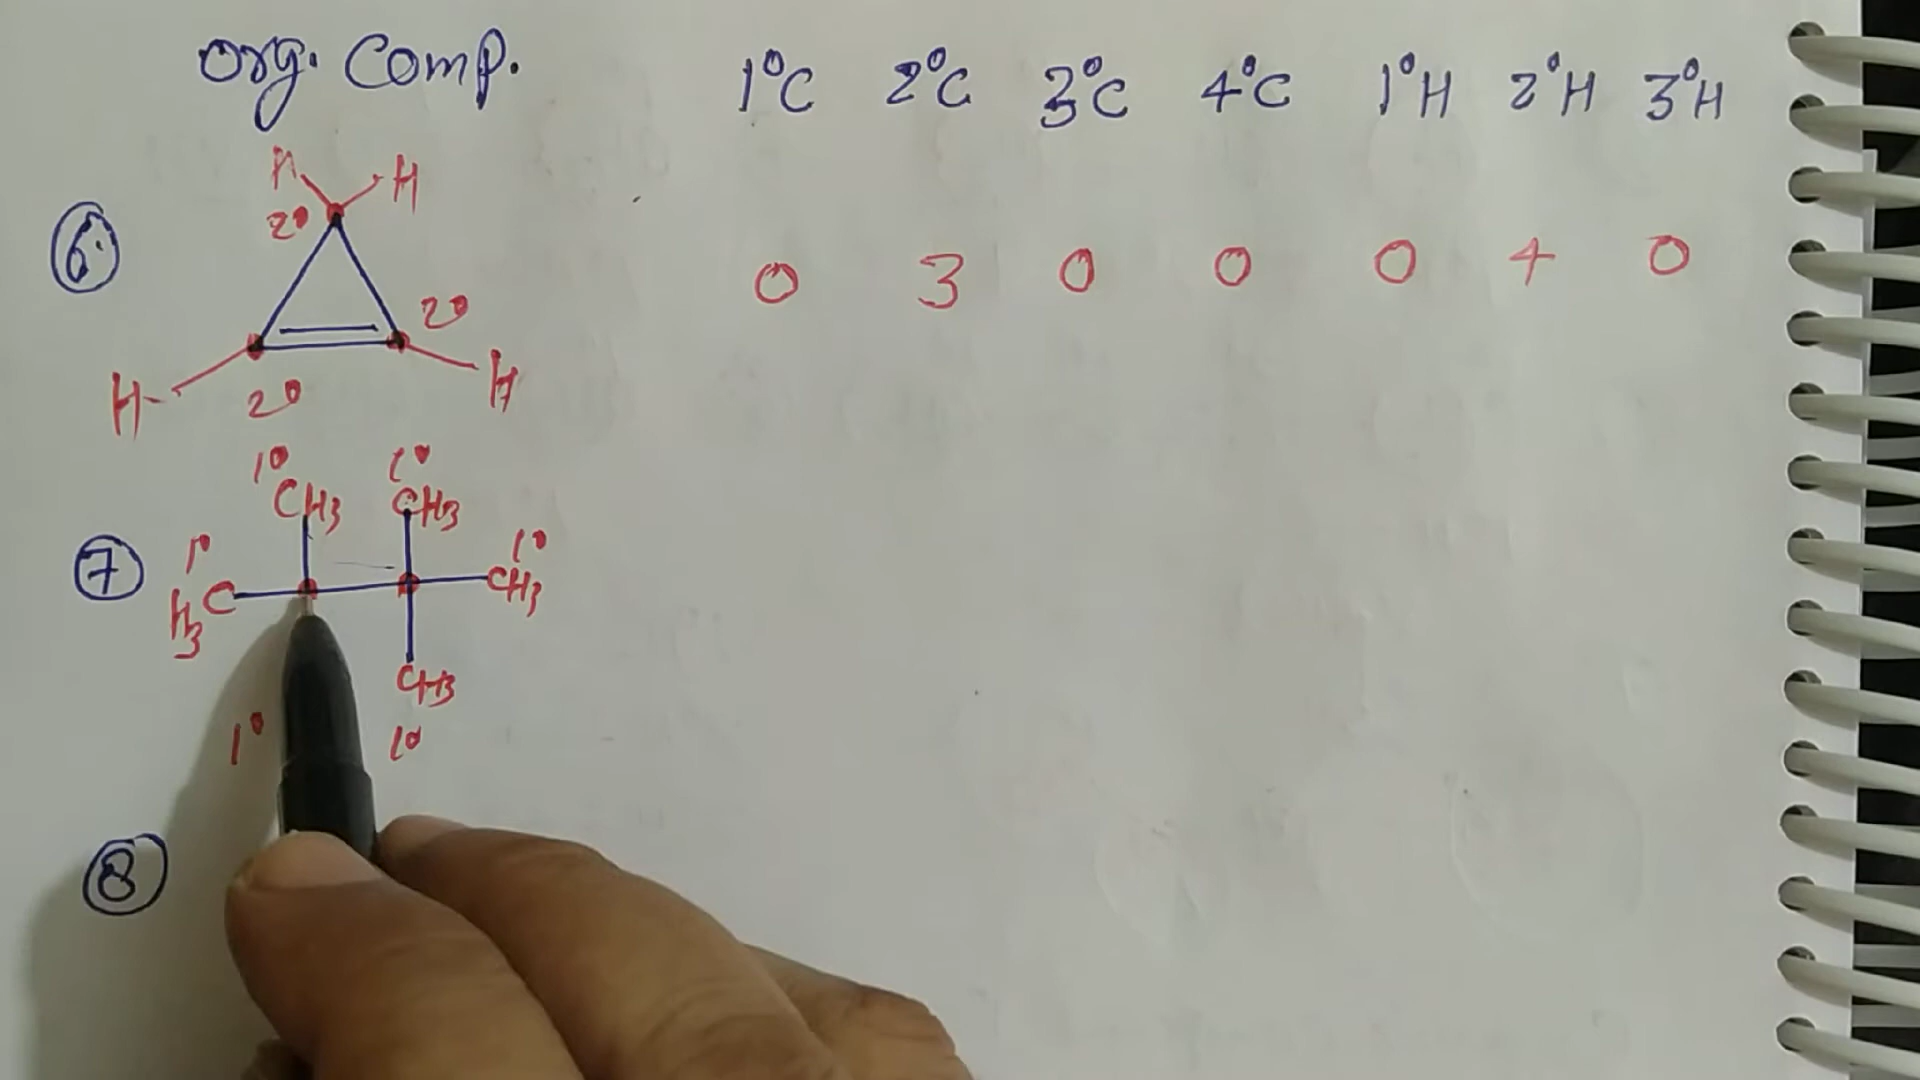 Org. Comp. 1°C 2°C 3°C 4°C 1°H 2°H 3°H
H H
2°
6. 0 3 0 0 0 4 0
2°
H 2° H
1° 1°
CH3 CH3
7 1° 1°
H3C CH3
CH3
1° 1°
8